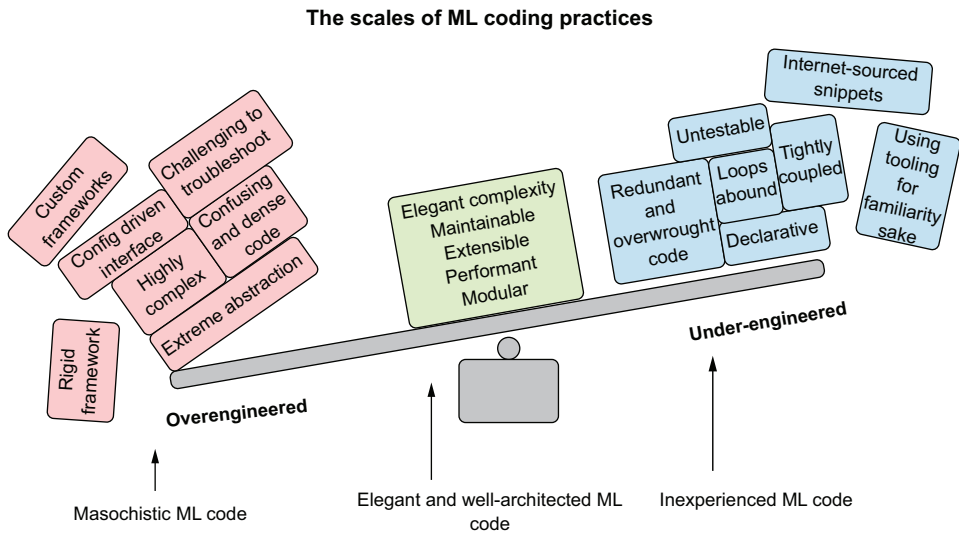 The scales of ML coding practices
Custom
frameworks
Challenging to
troubleshoot
Config driven
interface
Confusing
and dense
code
Highly
complex
Extreme abstraction
Rigid
framework
Overengineered
Elegant complexity
Maintainable
Extensible
Performant
Modular
Internet-sourced
snippets
Untestable
Tightly
coupled
Using
tooling
for
familiarity
sake
Redundant
and
overwrought
code
Loops
abound
Declarative
Under-engineered
Masochistic ML code
Elegant and well-architected ML
code
Inexperienced ML code